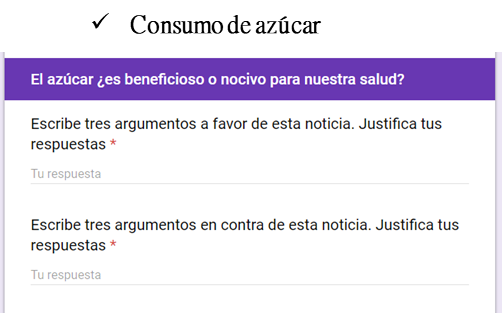 ✓ Consumo de azúcar
El azúcar ¿es beneficioso o nocivo para nuestra salud?
Escribe tres argumentos a favor de esta noticia. Justifica tus
respuestas *
Tu respuesta
Escribe tres argumentos en contra de esta noticia. Justifica tus
respuestas *
Tu respuesta